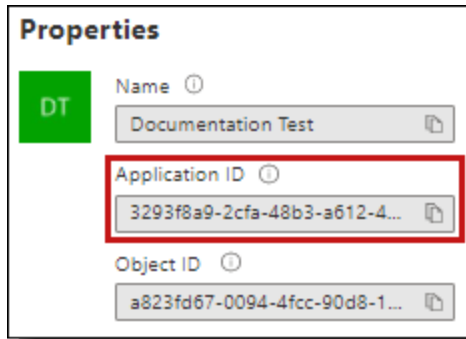 Properties
DT
Name
Documentation Test
Application ID
3293f8a9-2cfa-48b3-a612-4...
Object ID
a823fd67-0094-4fcc-90d8-1...